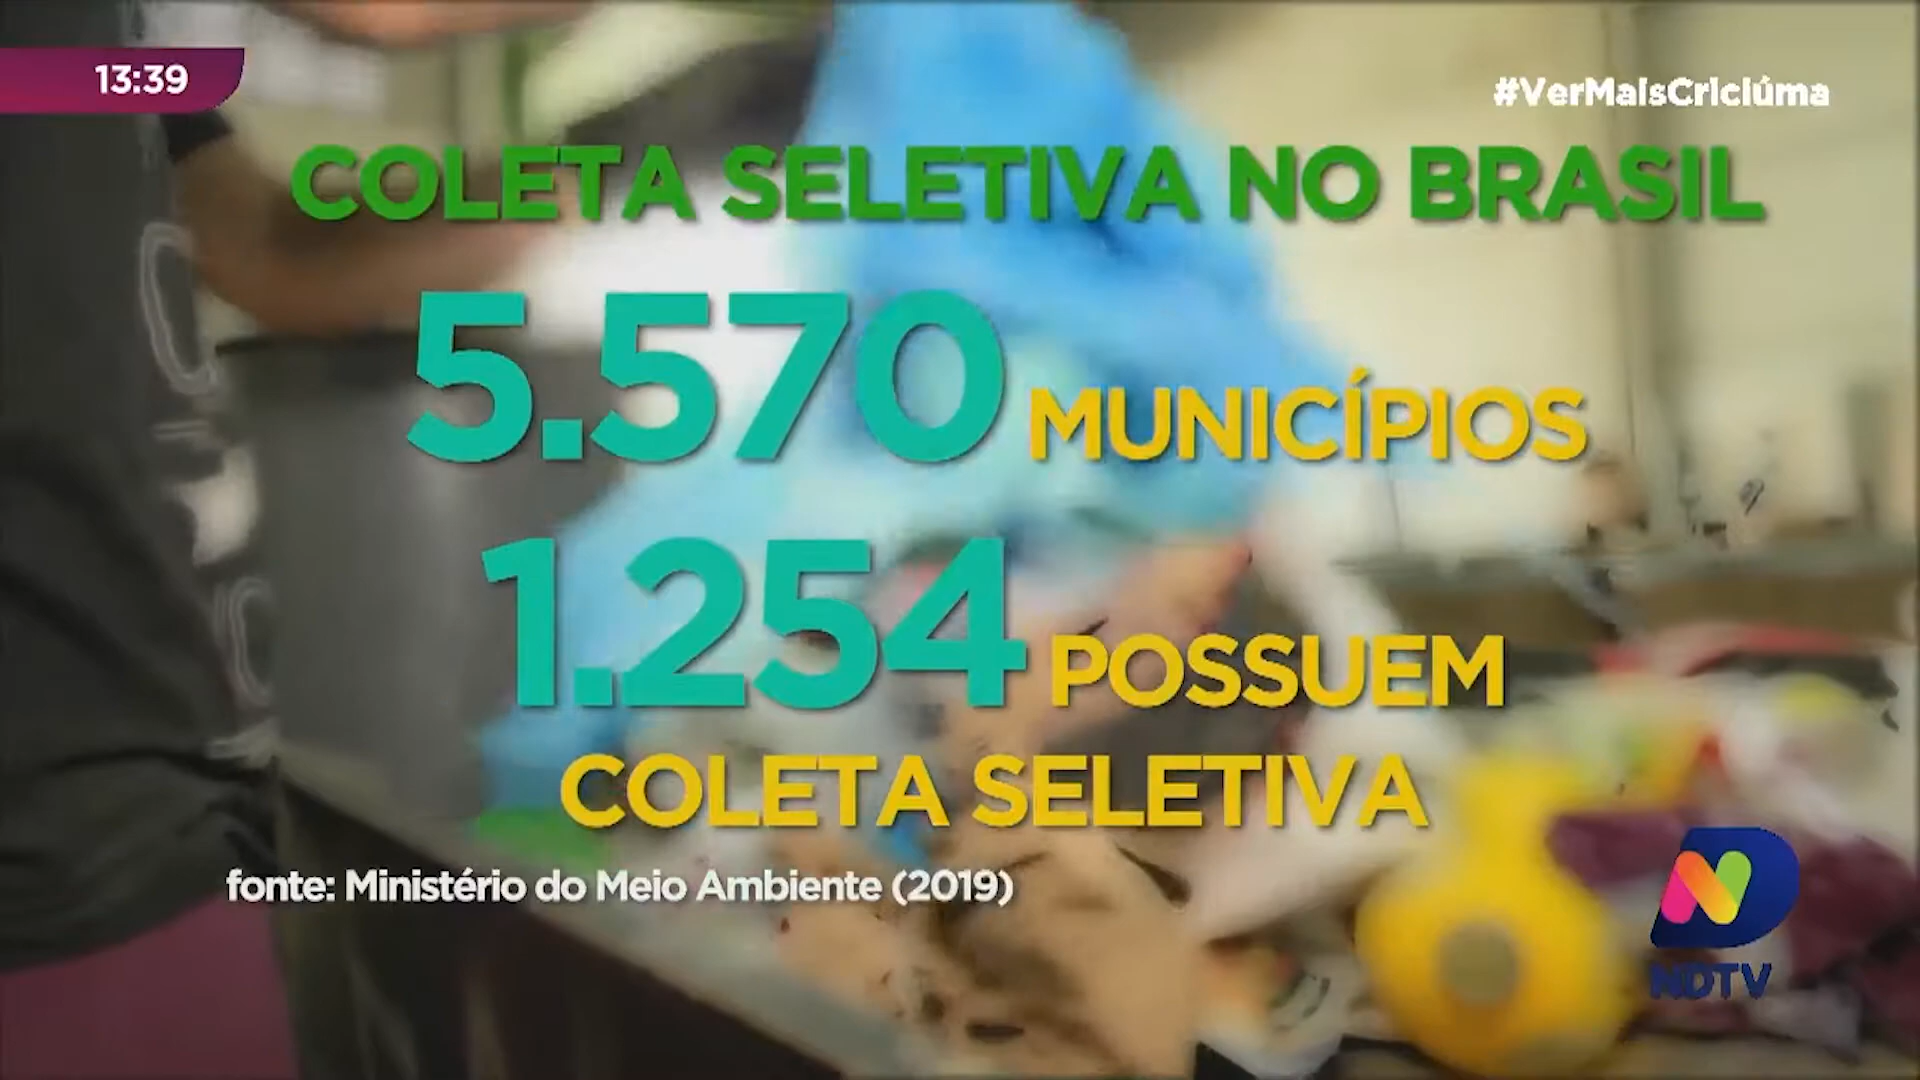 13:39
#VerMaisCriciúma
COLETA SELETIVA NO BRASIL
5.570 MUNICÍPIOS
1.254 POSSUEM
COLETA SELETIVA
fonte: Ministério do Meio Ambiente (2019)
NDTV